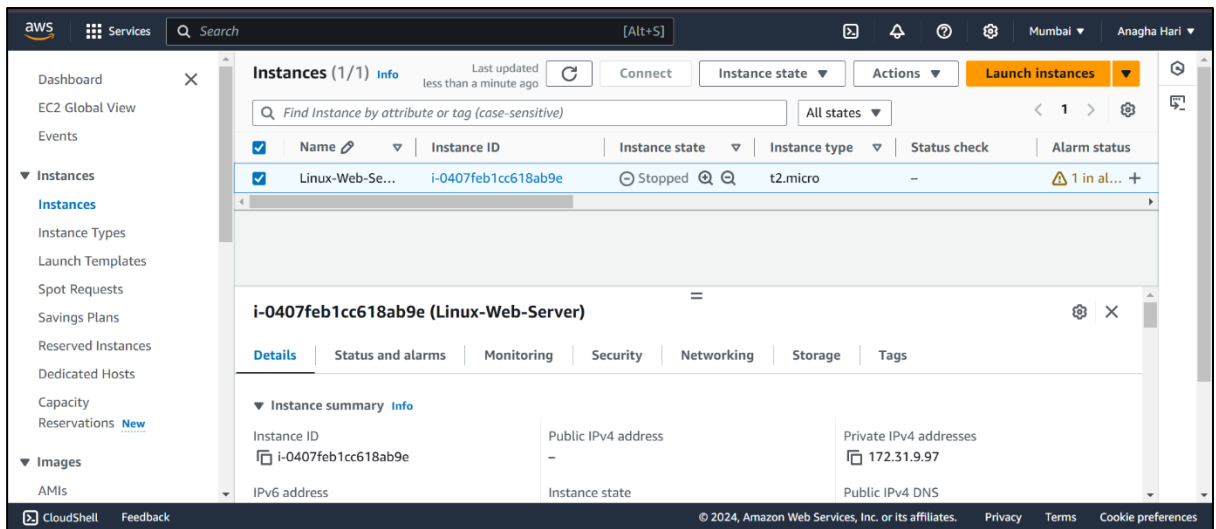 aws Services Search [Alt+S] Mumbai ▼ Anagha Hari ▼
Dashboard
EC2 Global View
Events
▼ Instances
Instances
Instance Types
Launch Templates
Spot Requests
Savings Plans
Reserved Instances
Dedicated Hosts
Capacity
Reservations New
▼ Images
AMIs
Instances (1/1) Info Last updated
less than a minute ago Connect Instance state ▼ Actions ▼ Launch instances ▼
Find Instance by attribute or tag (case-sensitive) All states ▼ < 1 >
Name Instance ID Instance state Instance type Status check Alarm status
Linux-Web-Se... i-0407feb1cc618ab9e Stopped t2.micro – 1 in al... +
i-0407feb1cc618ab9e (Linux-Web-Server)
Details Status and alarms Monitoring Security Networking Storage Tags
▼ Instance summary Info
Instance ID Public IPv4 address Private IPv4 addresses
i-0407feb1cc618ab9e – 172.31.9.97
IPv6 address Instance state Public IPv4 DNS
CloudShell Feedback © 2024, Amazon Web Services, Inc. or its affiliates. Privacy Terms Cookie preferences